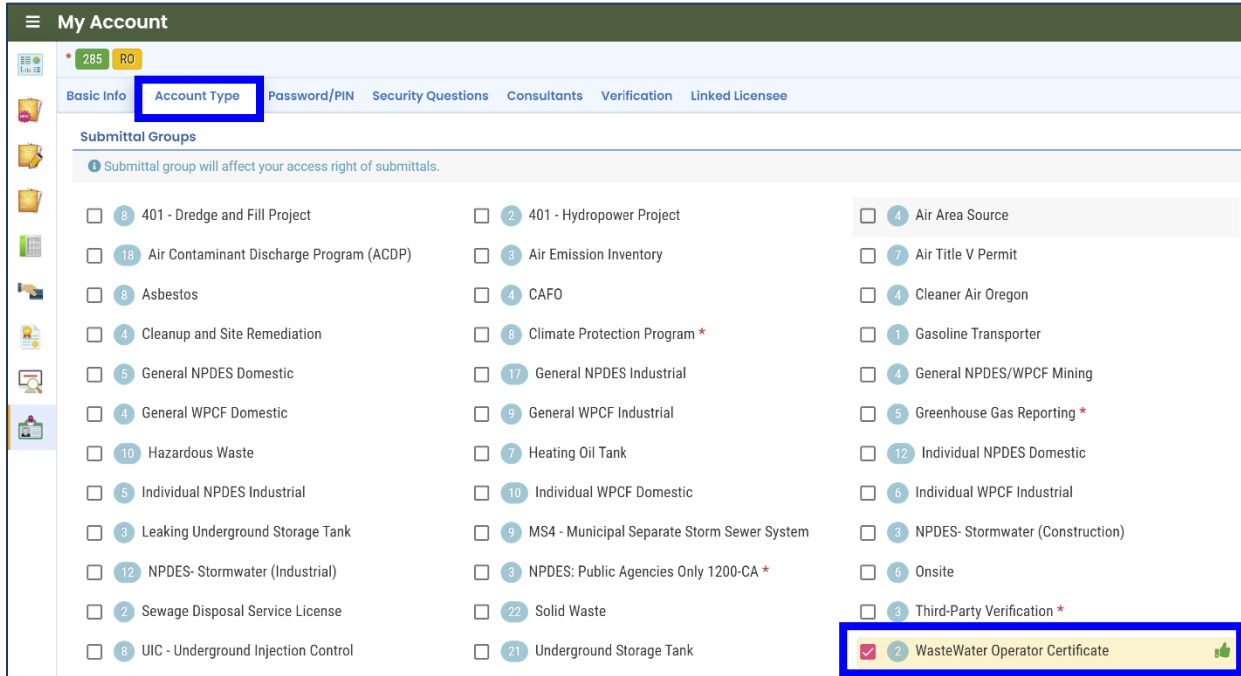 My Account
* 285 RO
Basic Info Account Type Password/PIN Security Questions Consultants Verification Linked Licensee
Submittal Groups
Submittal group will affect your access right of submittals.
8 401 - Dredge and Fill Project 2 401 - Hydropower Project 4 Air Area Source
18 Air Contaminant Discharge Program (ACDP) 3 Air Emission Inventory 7 Air Title V Permit
8 Asbestos 4 CAFO 4 Cleaner Air Oregon
4 Cleanup and Site Remediation 8 Climate Protection Program * 1 Gasoline Transporter
5 General NPDES Domestic 17 General NPDES Industrial 4 General NPDES/WPCF Mining
4 General WPCF Domestic 9 General WPCF Industrial 5 Greenhouse Gas Reporting *
10 Hazardous Waste 7 Heating Oil Tank 12 Individual NPDES Domestic
5 Individual NPDES Industrial 10 Individual WPCF Domestic 6 Individual WPCF Industrial
3 Leaking Underground Storage Tank 9 MS4 - Municipal Separate Storm Sewer System 3 NPDES- Stormwater (Construction)
12 NPDES- Stormwater (Industrial) 3 NPDES: Public Agencies Only 1200-CA * 6 Onsite
2 Sewage Disposal Service License 22 Solid Waste 3 Third-Party Verification *
8 UIC - Underground Injection Control 21 Underground Storage Tank 2 WasteWater Operator Certificate